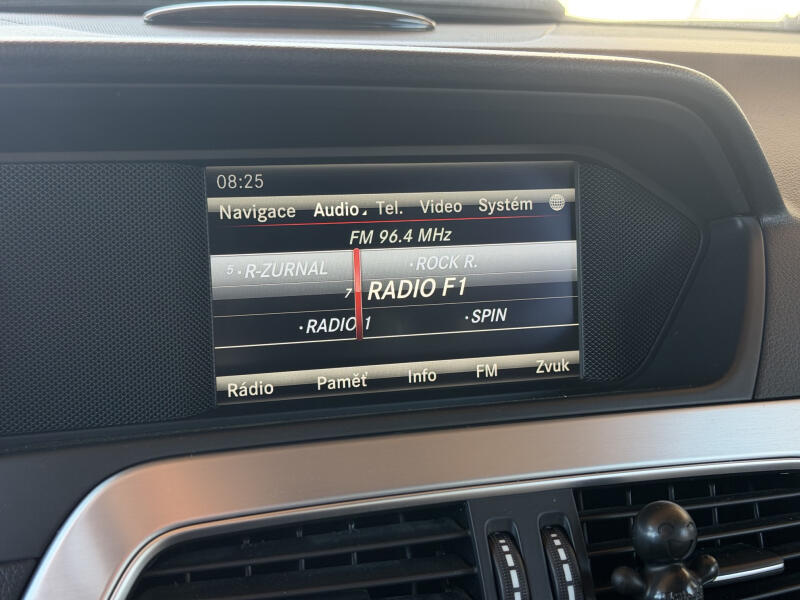 08:25
Navigace Audio Tel. Video Systém
FM 96.4 MHz
5 · R-ZURNAL · ROCK R.
7 RADIO F1
· RADIO 1 · SPIN
Rádio Paměť Info FM Zvuk